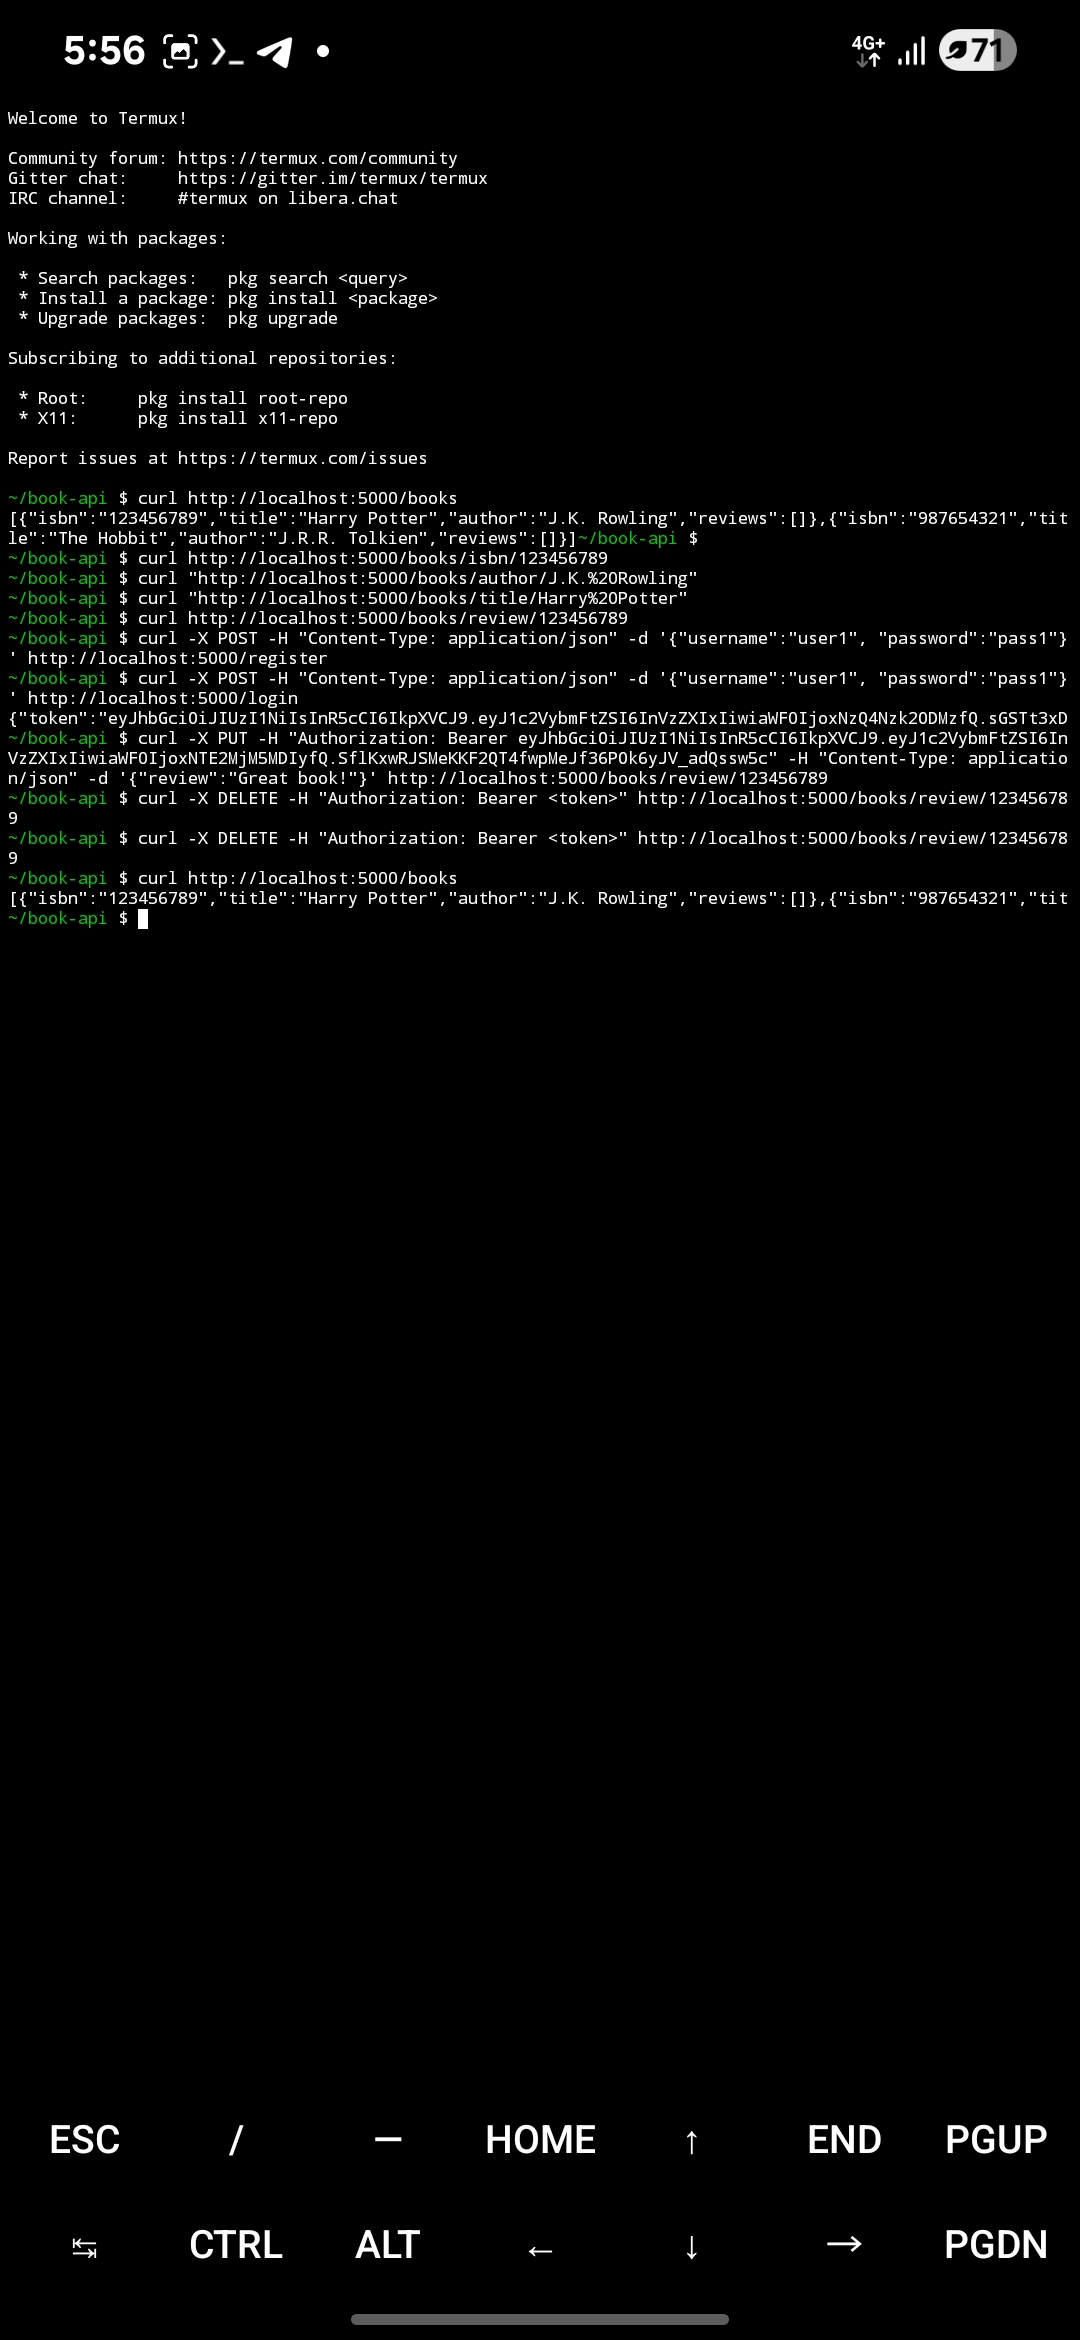 5:56 4G+ 71
Welcome to Termux!
Community forum: https://termux.com/community
Gitter chat:     https://gitter.im/termux/termux
IRC channel:     #termux on libera.chat
Working with packages:
 * Search packages:   pkg search <query>
 * Install a package: pkg install <package>
 * Upgrade packages:  pkg upgrade
Subscribing to additional repositories:
 * Root:     pkg install root-repo
 * X11:      pkg install x11-repo
Report issues at https://termux.com/issues
~/book-api $ curl http://localhost:5000/books
[{"isbn":"123456789","title":"Harry Potter","author":"J.K. Rowling","reviews":[]},{"isbn":"987654321","tit
le":"The Hobbit","author":"J.R.R. Tolkien","reviews":[]}]~/book-api $
~/book-api $ curl http://localhost:5000/books/isbn/123456789
~/book-api $ curl "http://localhost:5000/books/author/J.K.%20Rowling"
~/book-api $ curl "http://localhost:5000/books/title/Harry%20Potter"
~/book-api $ curl http://localhost:5000/books/review/123456789
~/book-api $ curl -X POST -H "Content-Type: application/json" -d '{"username":"user1", "password":"pass1"}
' http://localhost:5000/register
~/book-api $ curl -X POST -H "Content-Type: application/json" -d '{"username":"user1", "password":"pass1"}
' http://localhost:5000/login
{"token":"eyJhbGciOiJIUzI1NiIsInR5cCI6IkpXVCJ9.eyJ1c2VybmFtZSI6InVzZXIxIiwiaWF0IjoxNzQ4Nzk2ODMzfQ.sGSTt3xD
~/book-api $ curl -X PUT -H "Authorization: Bearer eyJhbGciOiJIUzI1NiIsInR5cCI6IkpXVCJ9.eyJ1c2VybmFtZSI6In
VzZXIxIiwiaWF0IjoxNTE2MjM5MDIyfQ.SflKxwRJSMeKKF2QT4fwpMeJf36POk6yJV_adQssw5c" -H "Content-Type: applicatio
n/json" -d '{"review":"Great book!"}' http://localhost:5000/books/review/123456789
~/book-api $ curl -X DELETE -H "Authorization: Bearer <token>" http://localhost:5000/books/review/12345678
9
~/book-api $ curl -X DELETE -H "Authorization: Bearer <token>" http://localhost:5000/books/review/12345678
9
~/book-api $ curl http://localhost:5000/books
[{"isbn":"123456789","title":"Harry Potter","author":"J.K. Rowling","reviews":[]},{"isbn":"987654321","tit
~/book-api $
ESC / — HOME ↑ END PGUP
↹ CTRL ALT ← ↓ → PGDN